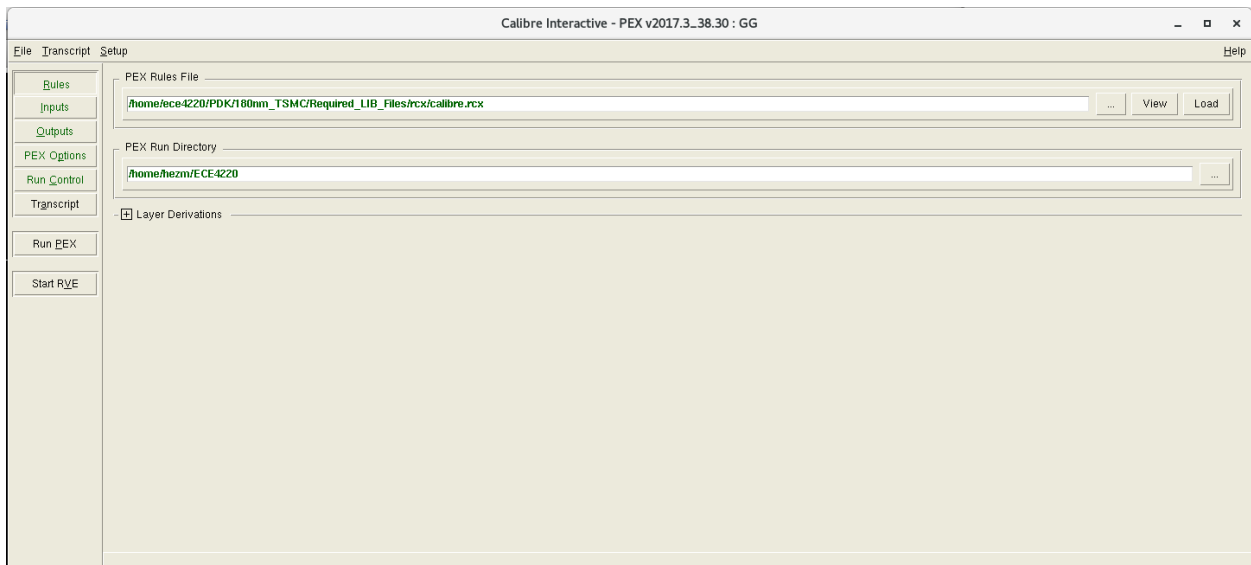 Calibre Interactive - PEX v2017.3_38.30 : GG
File Transcript Setup Help
Rules
Inputs
Outputs
PEX Options
Run Control
Transcript
Run PEX
Start RVE
PEX Rules File
/home/ece4220/PDK/180nm_TSMC/Required_LIB_Files/rcx/calibre.rcx ... View Load
PEX Run Directory
/home/hezm/ECE4220 ...
Layer Derivations